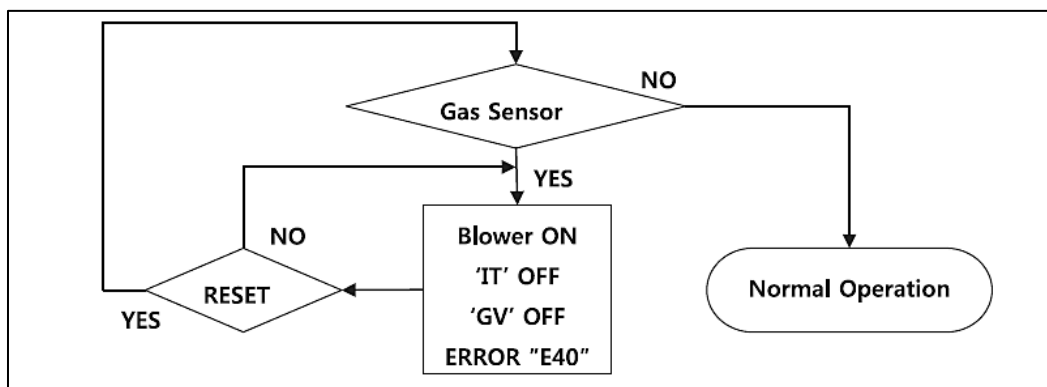 NO
Gas Sensor
YES
Blower ON
'IT' OFF
'GV' OFF
ERROR "E40"
NO
RESET
YES
Normal Operation